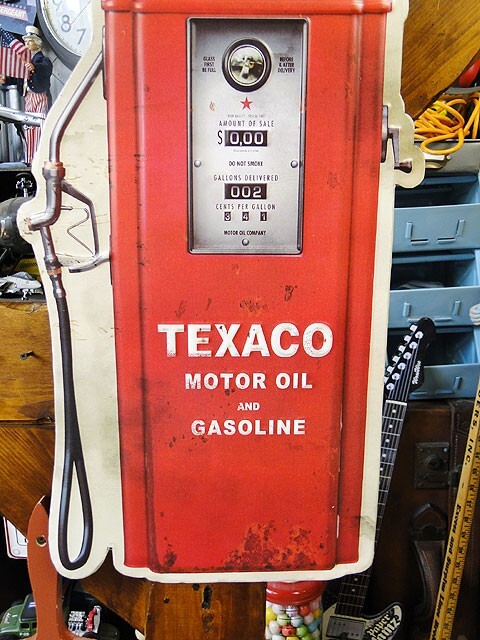 GLASS
FIRST
BE FULL
BEFORE
& AFTER
DELIVERY
AMOUNT OF SALE
$ 0.00
DO NOT SMOKE
GALLONS DELIVERED
002
CENTS PER GALLON
3 4 1
MOTOR OIL COMPANY
TEXACO
MOTOR OIL
AND
GASOLINE